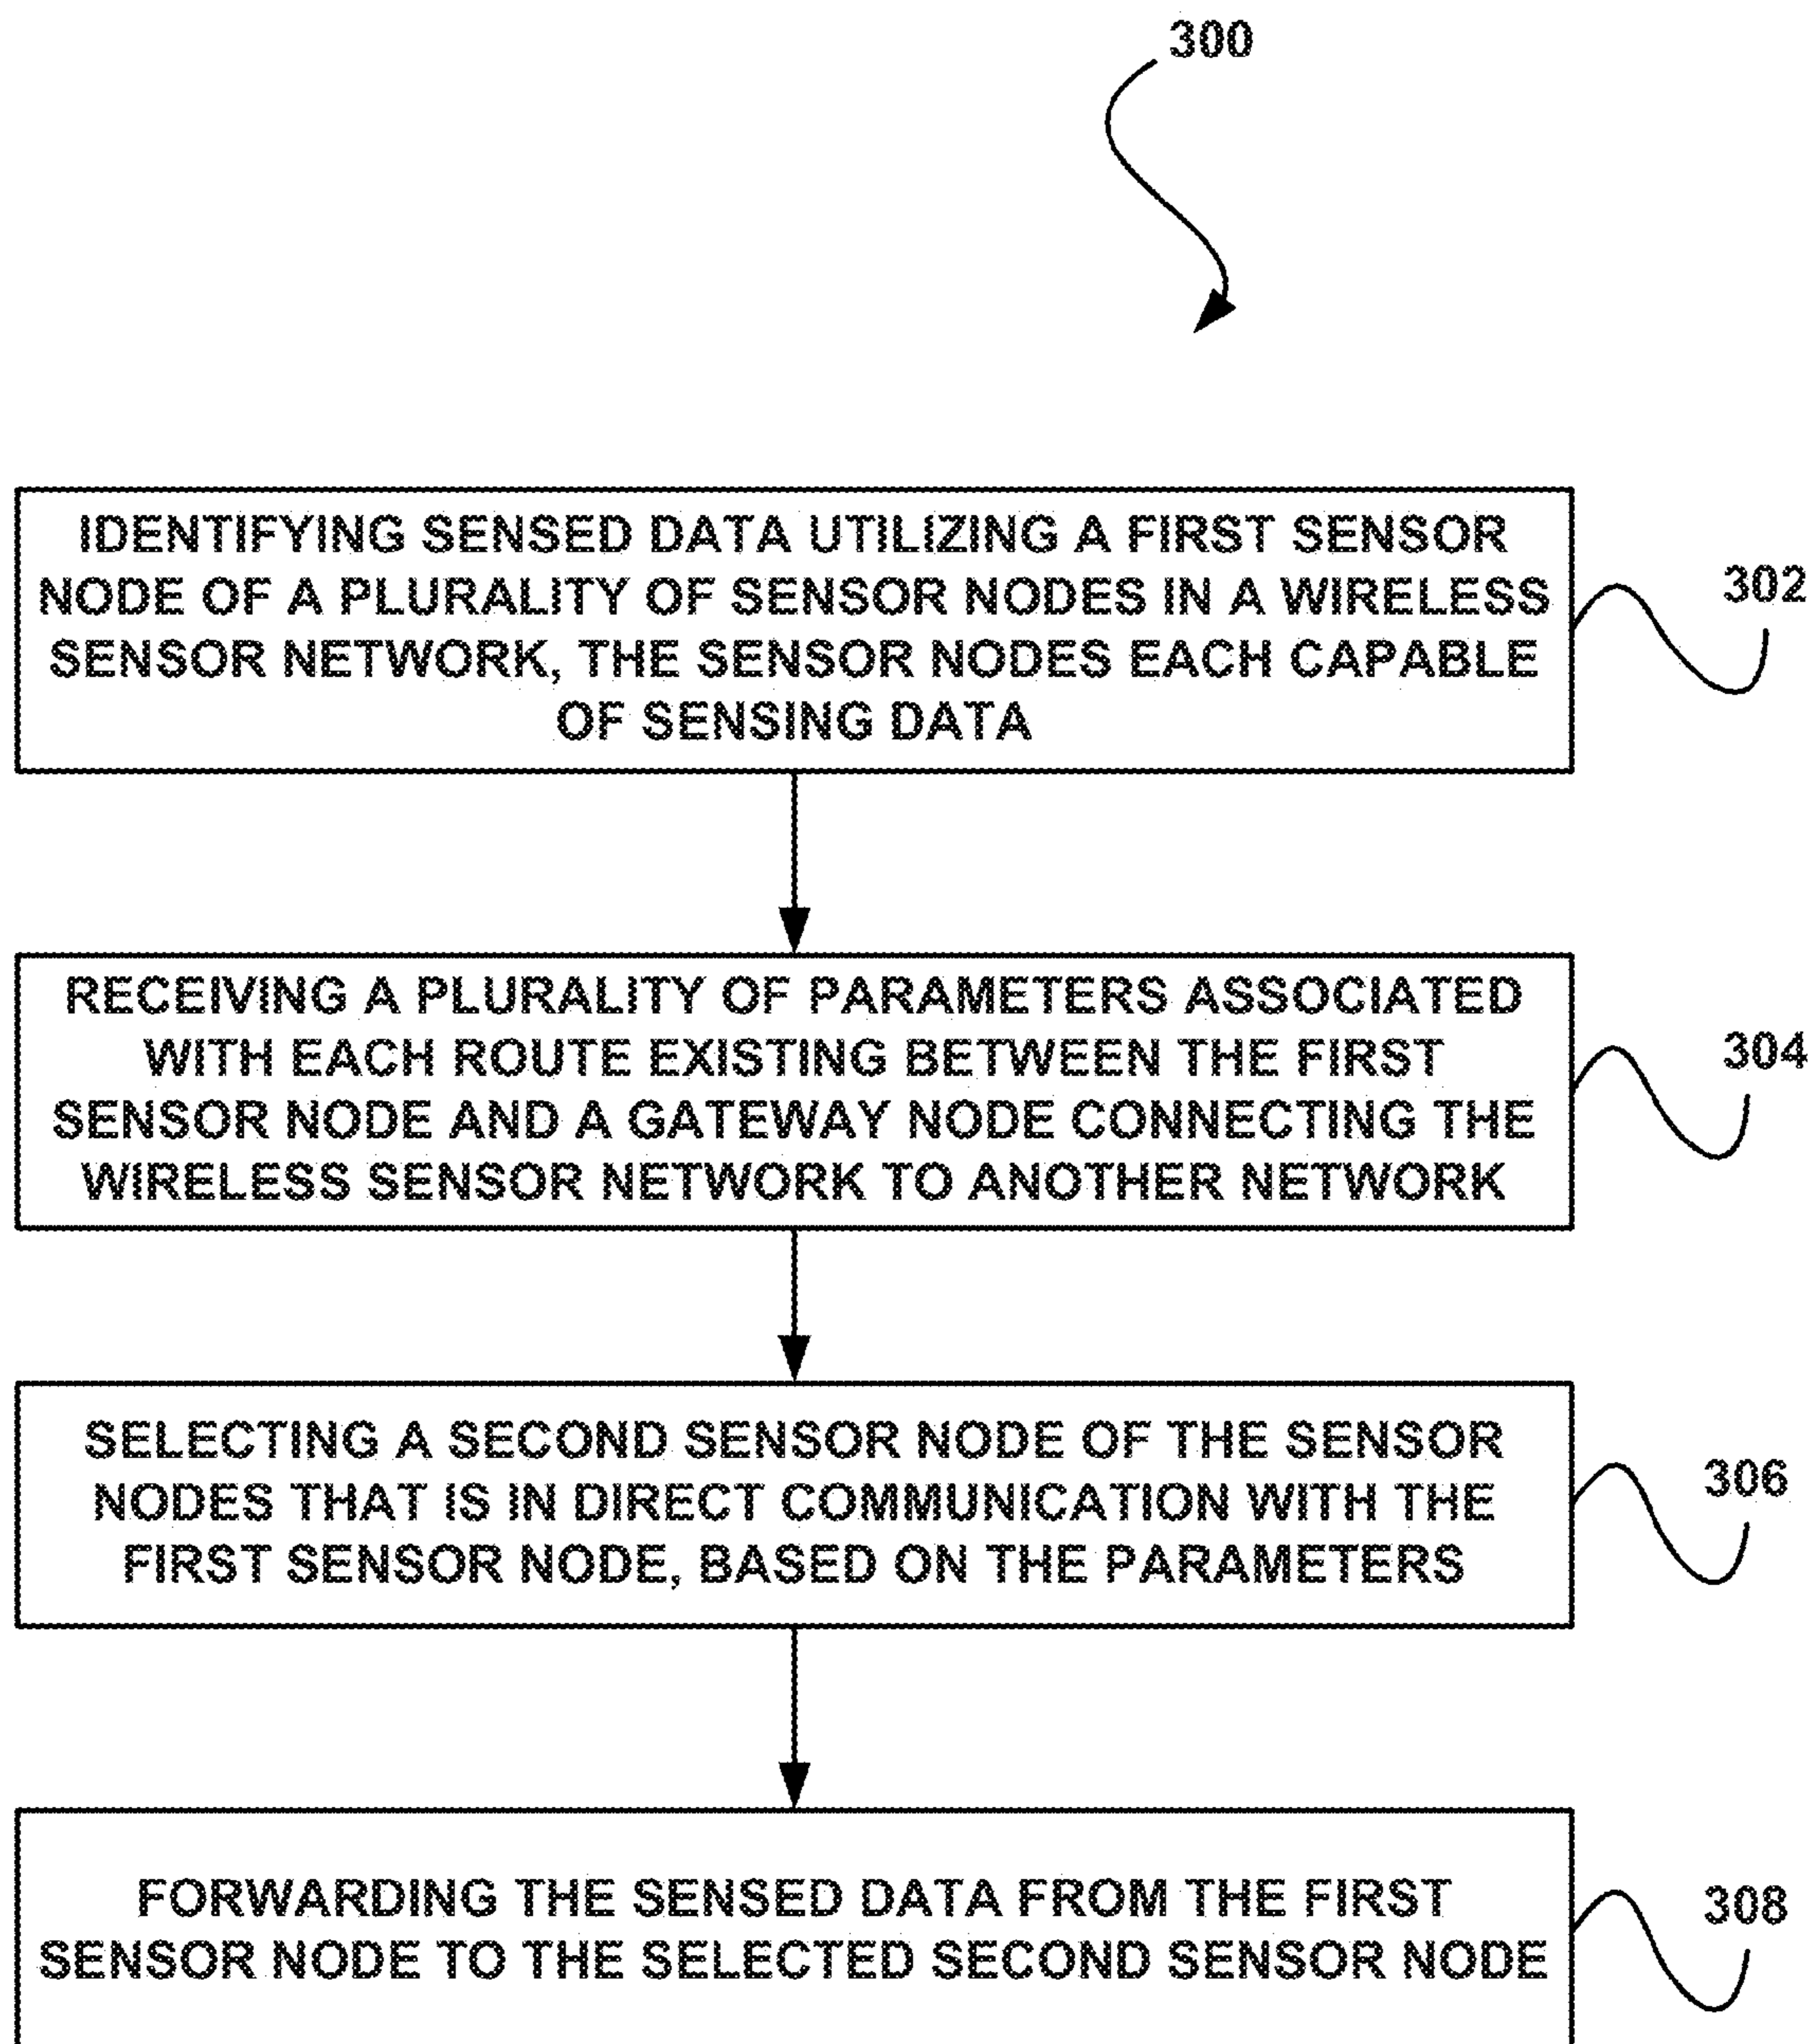 300
IDENTIFYING SENSED DATA UTILIZING A FIRST SENSOR
NODE OF A PLURALITY OF SENSOR NODES IN A WIRELESS
SENSOR NETWORK, THE SENSOR NODES EACH CAPABLE
OF SENSING DATA
302
RECEIVING A PLURALITY OF PARAMETERS ASSOCIATED
WITH EACH ROUTE EXISTING BETWEEN THE FIRST
SENSOR NODE AND A GATEWAY NODE CONNECTING THE
WIRELESS SENSOR NETWORK TO ANOTHER NETWORK
304
SELECTING A SECOND SENSOR NODE OF THE SENSOR
NODES THAT IS IN DIRECT COMMUNICATION WITH THE
FIRST SENSOR NODE, BASED ON THE PARAMETERS
306
FORWARDING THE SENSED DATA FROM THE FIRST
SENSOR NODE TO THE SELECTED SECOND SENSOR NODE
308